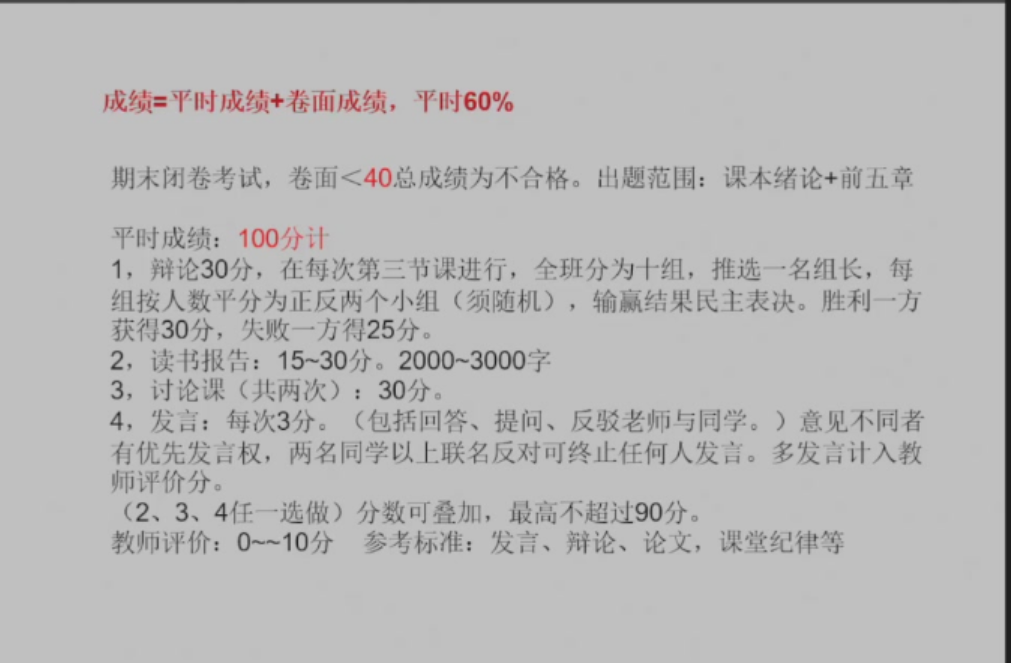 成绩=平时成绩+卷面成绩，平时60%
期末闭卷考试，卷面＜40总成绩为不合格。出题范围：课本绪论+前五章
平时成绩：100分计
1，辩论30分，在每次第三节课进行，全班分为十组，推选一名组长，每
组按人数平分为正反两个小组（须随机），输赢结果民主表决。胜利一方
获得30分，失败一方得25分。
2，读书报告：15~30分。2000~3000字
3，讨论课（共两次）：30分。
4，发言：每次3分。（包括回答、提问、反驳老师与同学。）意见不同者
有优先发言权，两名同学以上联名反对可终止任何人发言。多发言计入教
师评价分。
（2、3、4任一选做）分数可叠加，最高不超过90分。
教师评价：0~~10分 参考标准：发言、辩论、论文，课堂纪律等